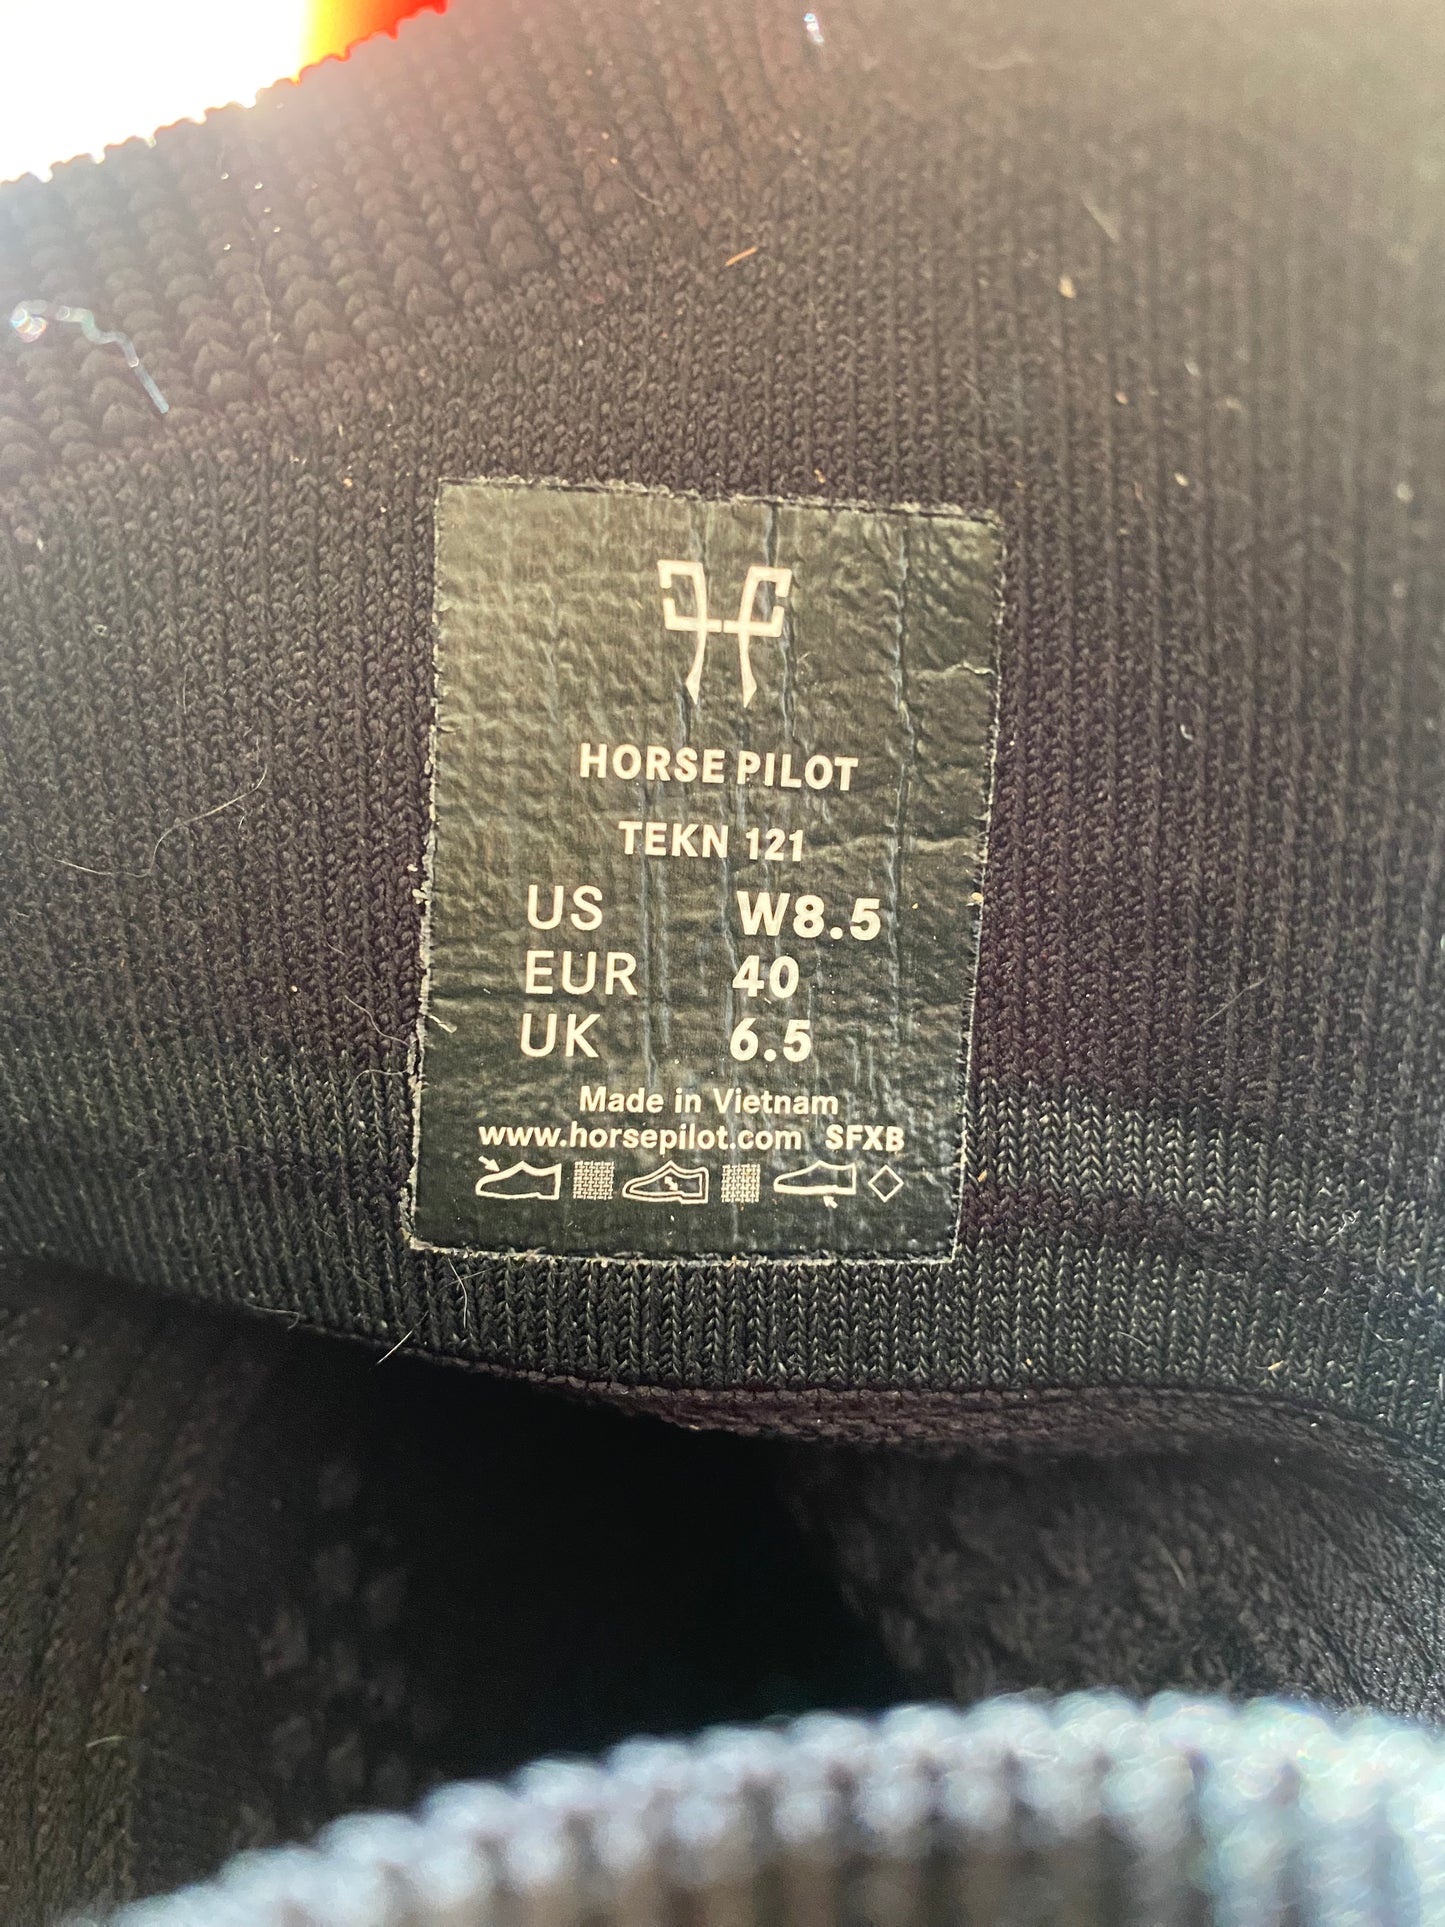 HORSE PILOT
TEKN 121
US W8.5
EUR 40
UK 6.5
Made in Vietnam
www.horsepilot.com SFXB